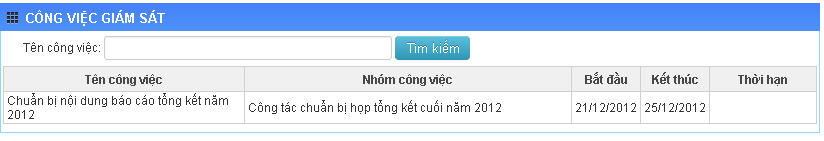 CÔNG VIỆC GIÁM SÁT
Tên công việc: Tìm kiếm
Tên công việc Nhóm công việc Bắt đầu Kết thúc Thời hạn
Chuẩn bị nội dung báo cáo tổng kết năm
2012
Công tác chuẩn bị họp tổng kết cuối năm 2012 21/12/2012 25/12/2012